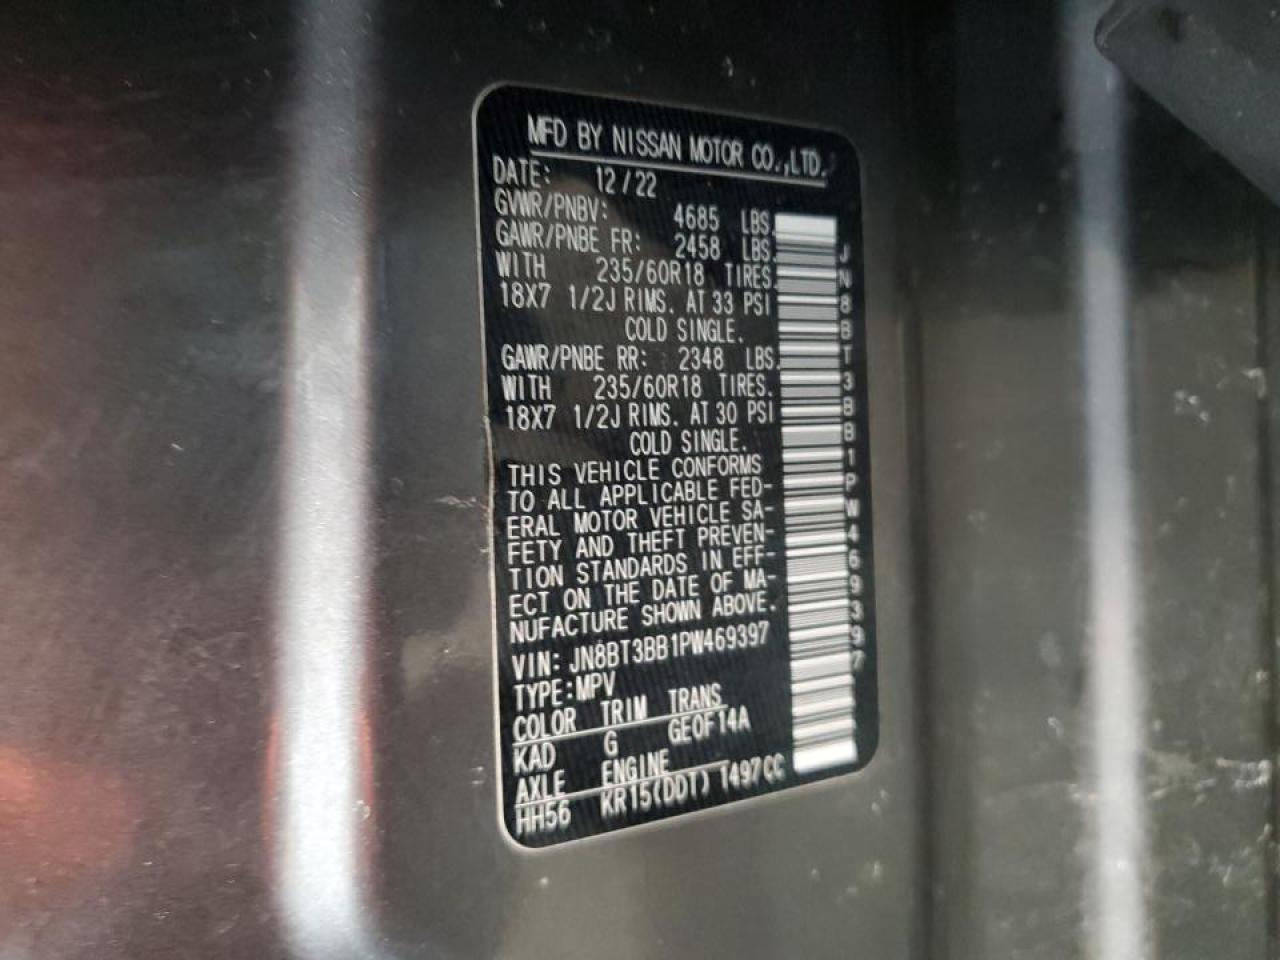 MFD BY NISSAN MOTOR CO.,LTD.
DATE: 12/22
GVWR/PNBV: 4685 LBS.
GAWR/PNBE FR: 2458 LBS.
WITH 235/60R18 TIRES.
18X7 1/2J RIMS. AT 33 PSI
COLD SINGLE.
GAWR/PNBE RR: 2348 LBS.
WITH 235/60R18 TIRES.
18X7 1/2J RIMS. AT 30 PSI
COLD SINGLE.
THIS VEHICLE CONFORMS
TO ALL APPLICABLE FED-
ERAL MOTOR VEHICLE SA-
FETY AND THEFT PREVEN-
TION STANDARDS IN EFF-
ECT ON THE DATE OF MA-
NUFACTURE SHOWN ABOVE.
VIN: JN8BT3BB1PW469397
TYPE:MPV
COLOR TRIM TRANS
KAD G GE0F14A
AXLE ENGINE
HH56 KR15(DDT) 1497CC
JN8BT3BB1PW469397